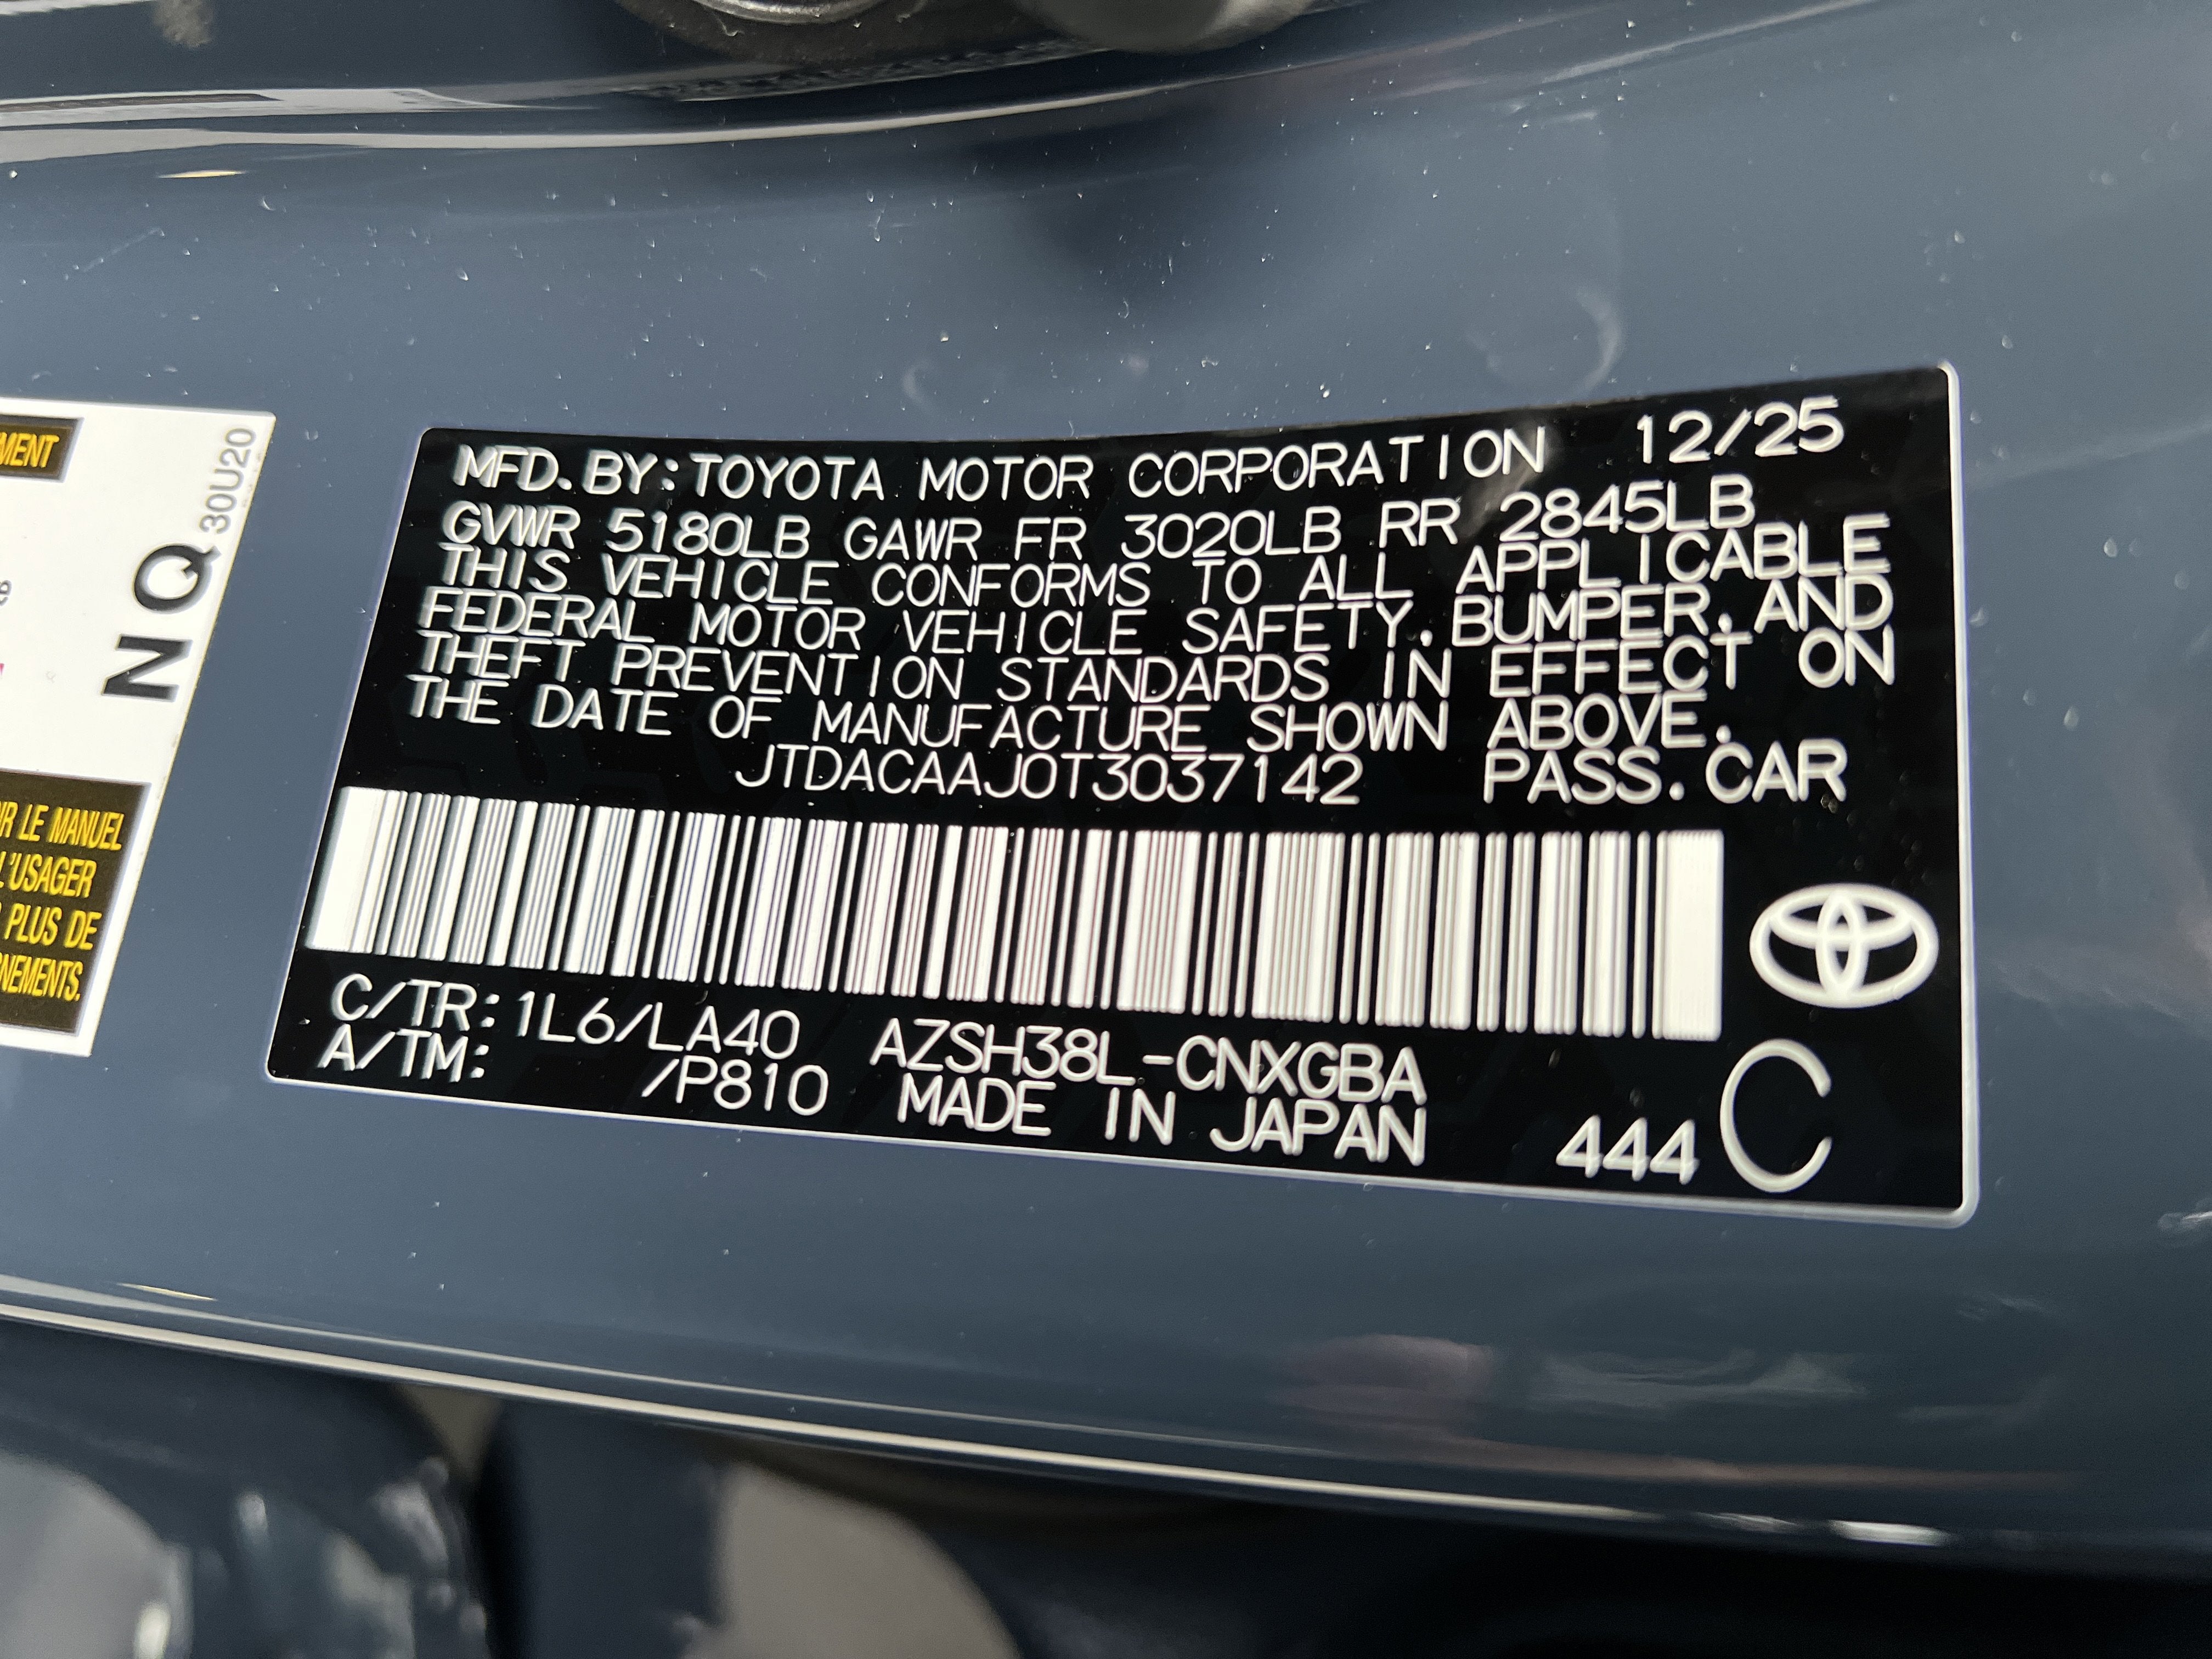 MENT
30U20
NQ
IR LE MANUEL
L'USAGER
PLUS DE
NEMENTS.
MFD. BY: TOYOTA MOTOR CORPORATION 12/25
GVWR 5180LB GAWR FR 3020LB RR 2845LB
THIS VEHICLE CONFORMS TO ALL APPLICABLE
FEDERAL MOTOR VEHICLE SAFETY, BUMPER, AND
THEFT PREVENTION STANDARDS IN EFFECT ON
THE DATE OF MANUFACTURE SHOWN ABOVE.
JTDACAAJ0T3037142 PASS. CAR
C/TR: 1L6/LA40 AZSH38L-CNXGBA
A/TM: /P810 MADE IN JAPAN 444 C